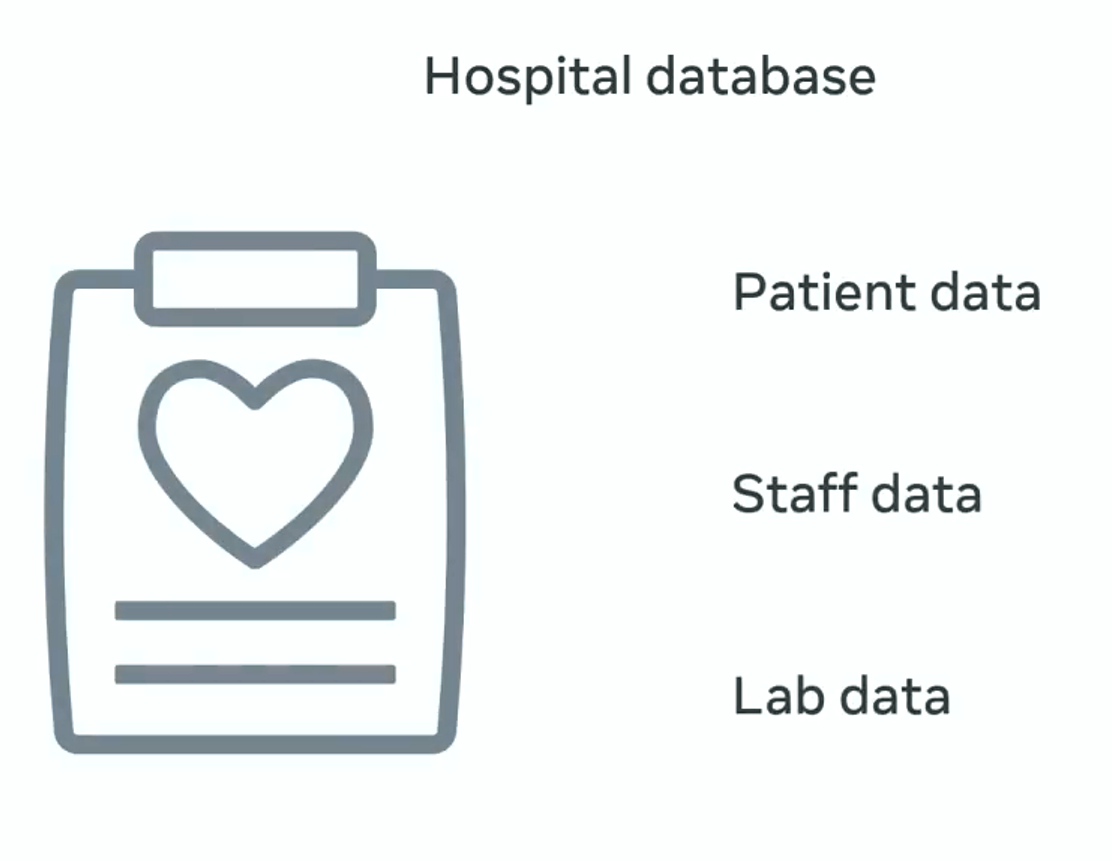 Hospital database
Patient data
Staff data
Lab data